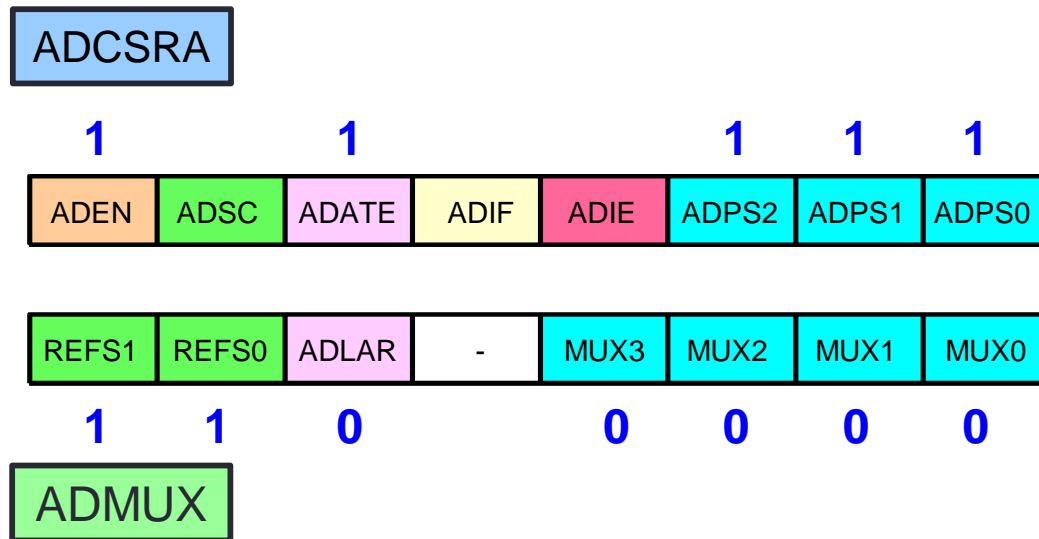 ADCSRA
1 1 1 1 1
ADEN ADSC ADATE ADIF ADIE ADPS2 ADPS1 ADPS0
REFS1 REFS0 ADLAR - MUX3 MUX2 MUX1 MUX0
1 1 0 0 0 0 0
ADMUX